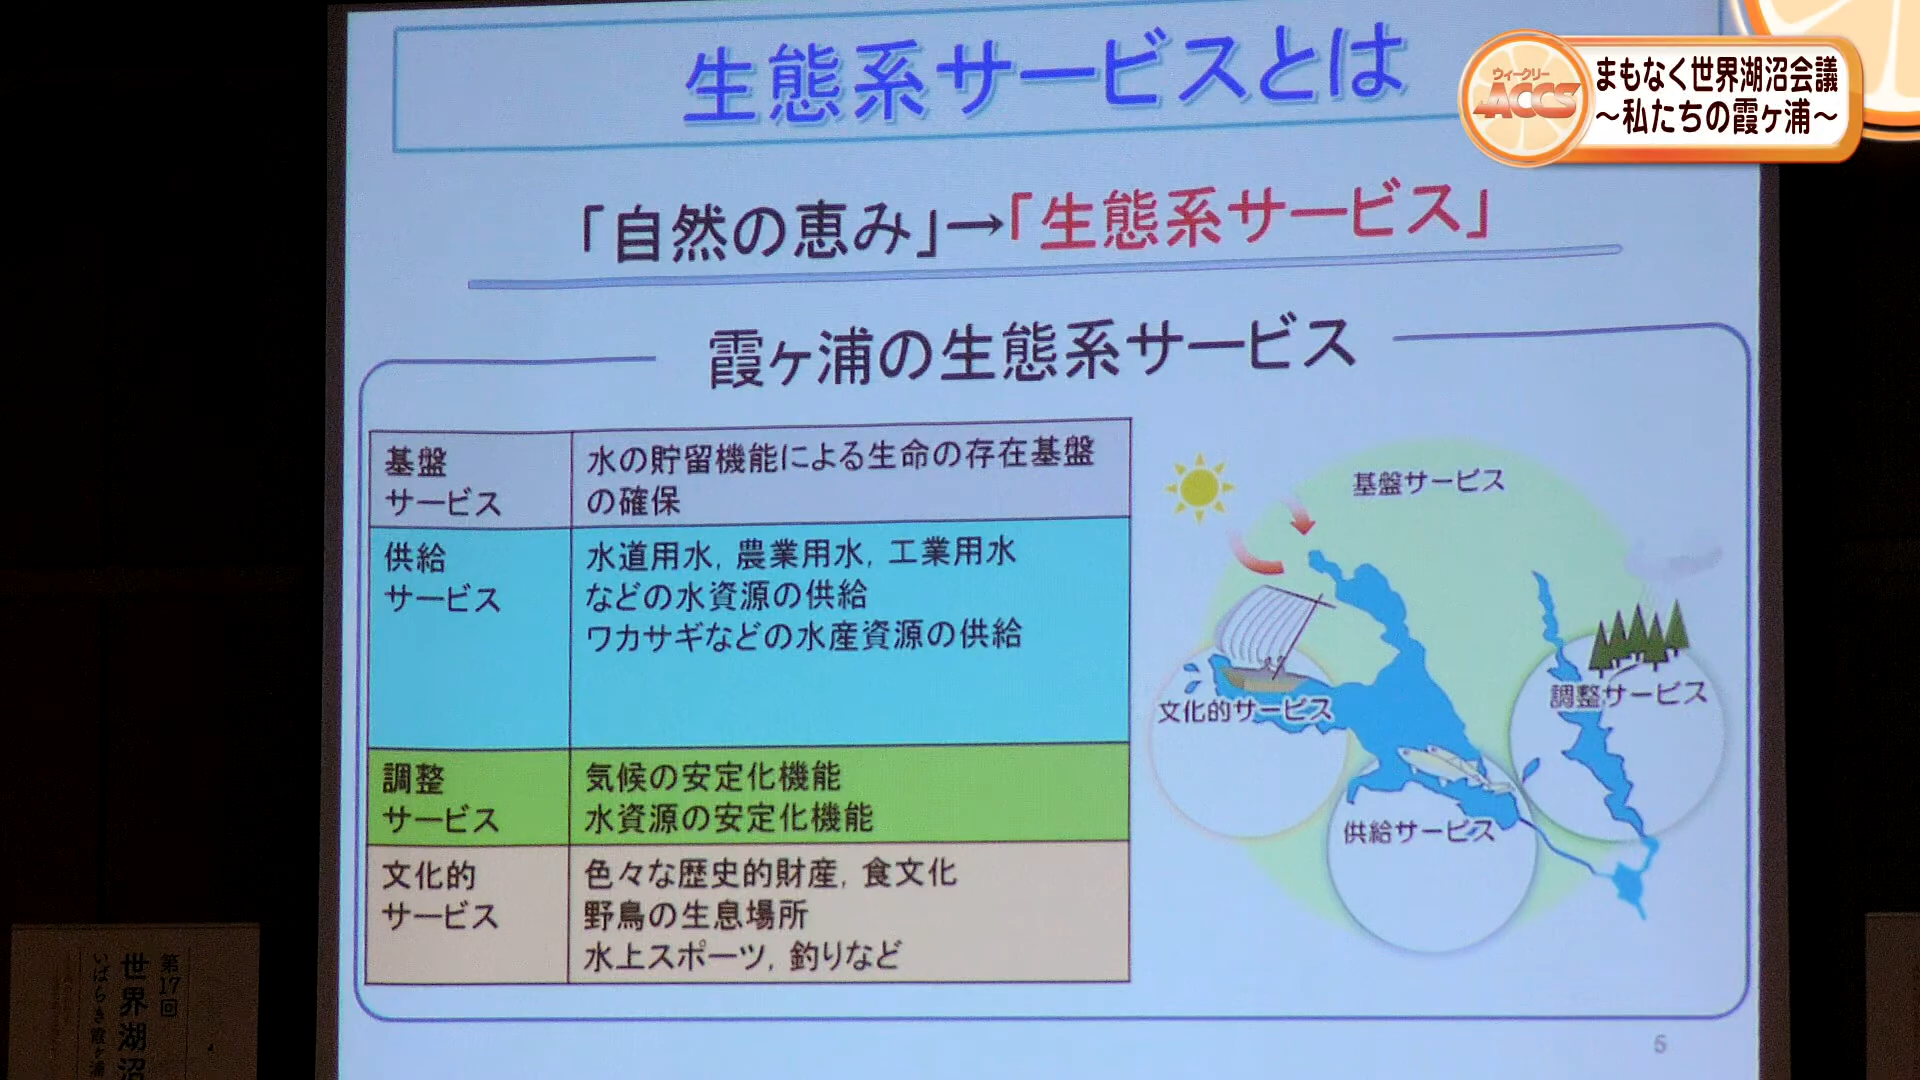 生態系サービスとは
ウィークリー
ACCS
まもなく世界湖沼会議
～私たちの霞ヶ浦～
「自然の恵み」→「生態系サービス」
霞ヶ浦の生態系サービス
基盤
サービス
水の貯留機能による生命の存在基盤
の確保
供給
サービス
水道用水, 農業用水, 工業用水
などの水資源の供給
ワカサギなどの水産資源の供給
調整
サービス
気候の安定化機能
水資源の安定化機能
文化的
サービス
色々な歴史的財産, 食文化
野鳥の生息場所
水上スポーツ, 釣りなど
基盤サービス
文化的サービス
調整サービス
供給サービス
5
第17回
世界湖沼
いばらき霞ヶ浦